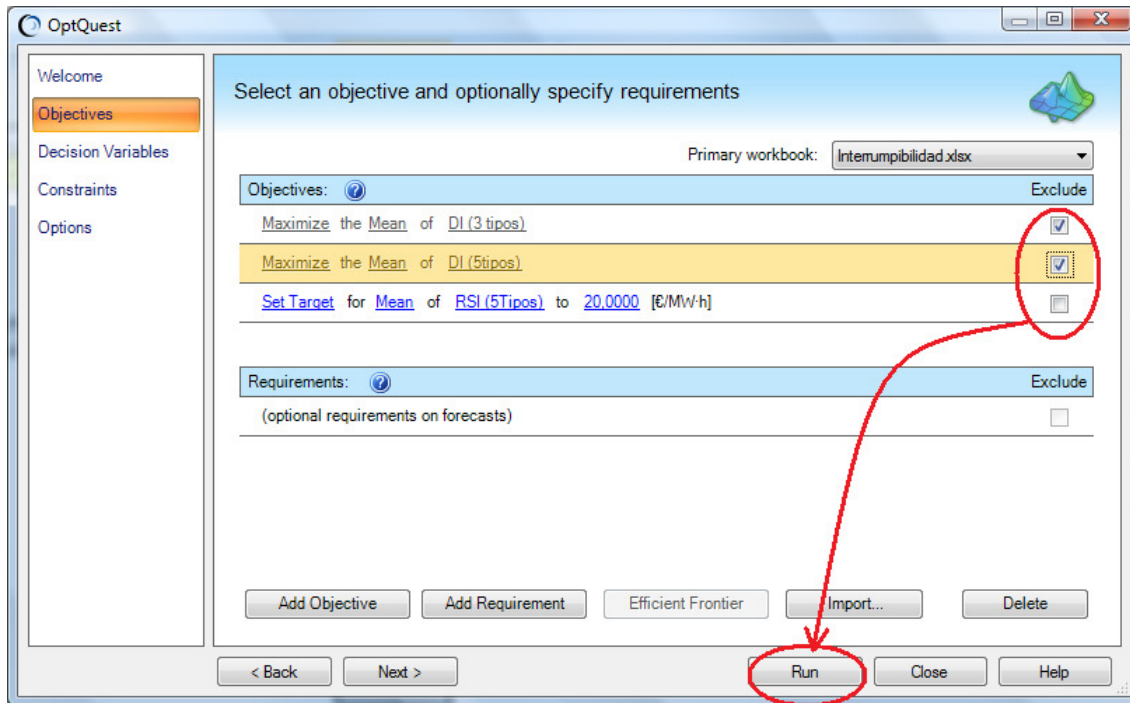 OptQuest
Welcome
Objectives
Decision Variables
Constraints
Options
Select an objective and optionally specify requirements
Primary workbook: Interrumpibilidad.xlsx
Objectives: Exclude
Maximize the Mean of DI (3 tipos)
Maximize the Mean of DI (5tipos)
Set Target for Mean of RSI (5Tipos) to 20,0000 [€/MW·h]
Requirements: Exclude
(optional requirements on forecasts)
Add Objective Add Requirement Efficient Frontier Import... Delete
< Back Next > Run Close Help